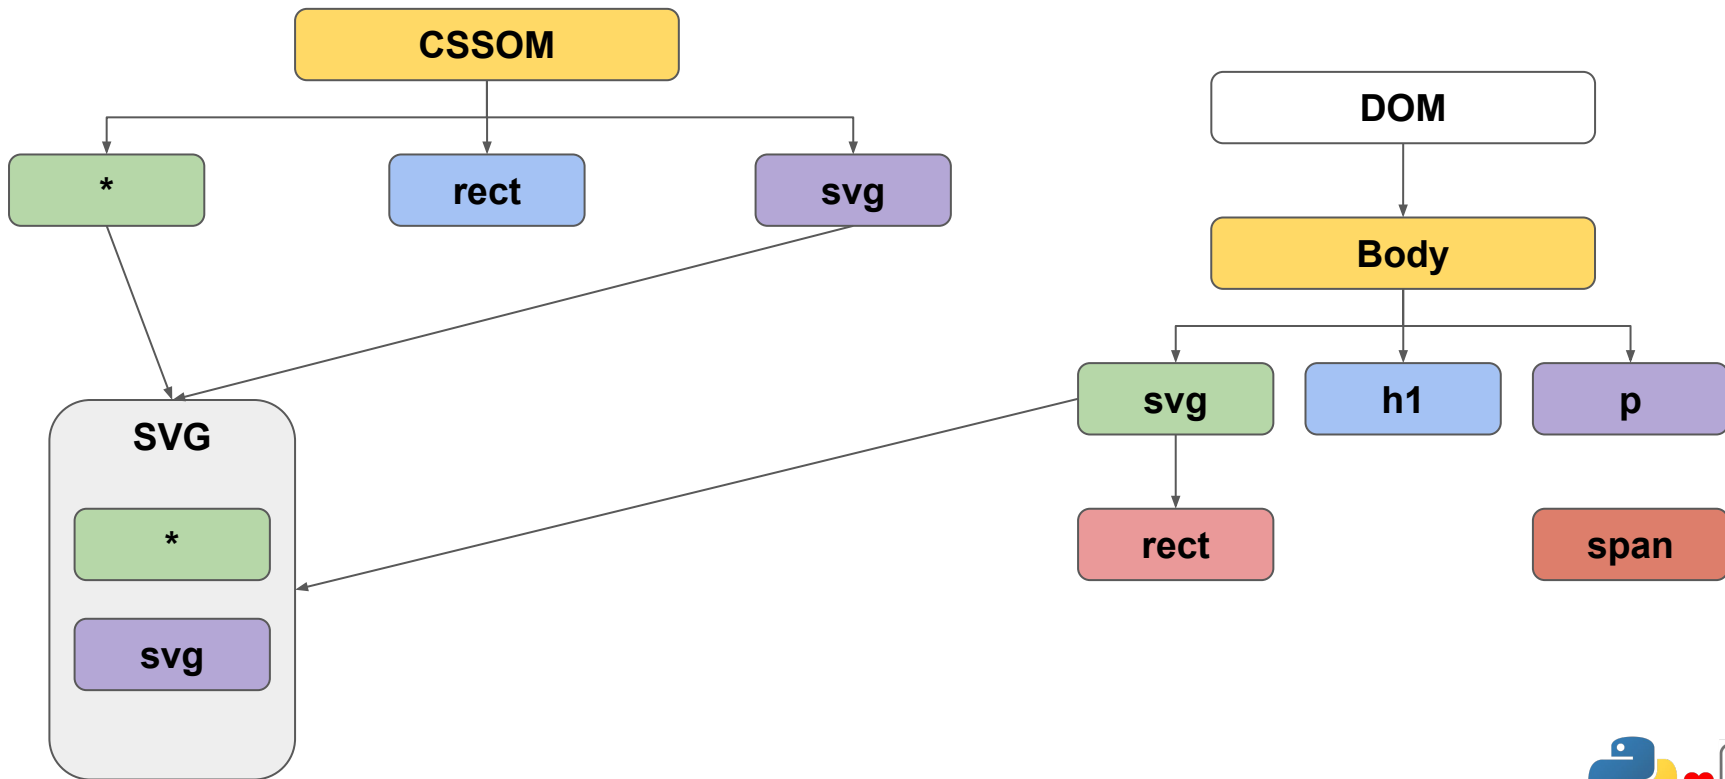 CSSOM
DOM
*
rect
svg
Body
svg
h1
p
SVG
*
rect
span
svg